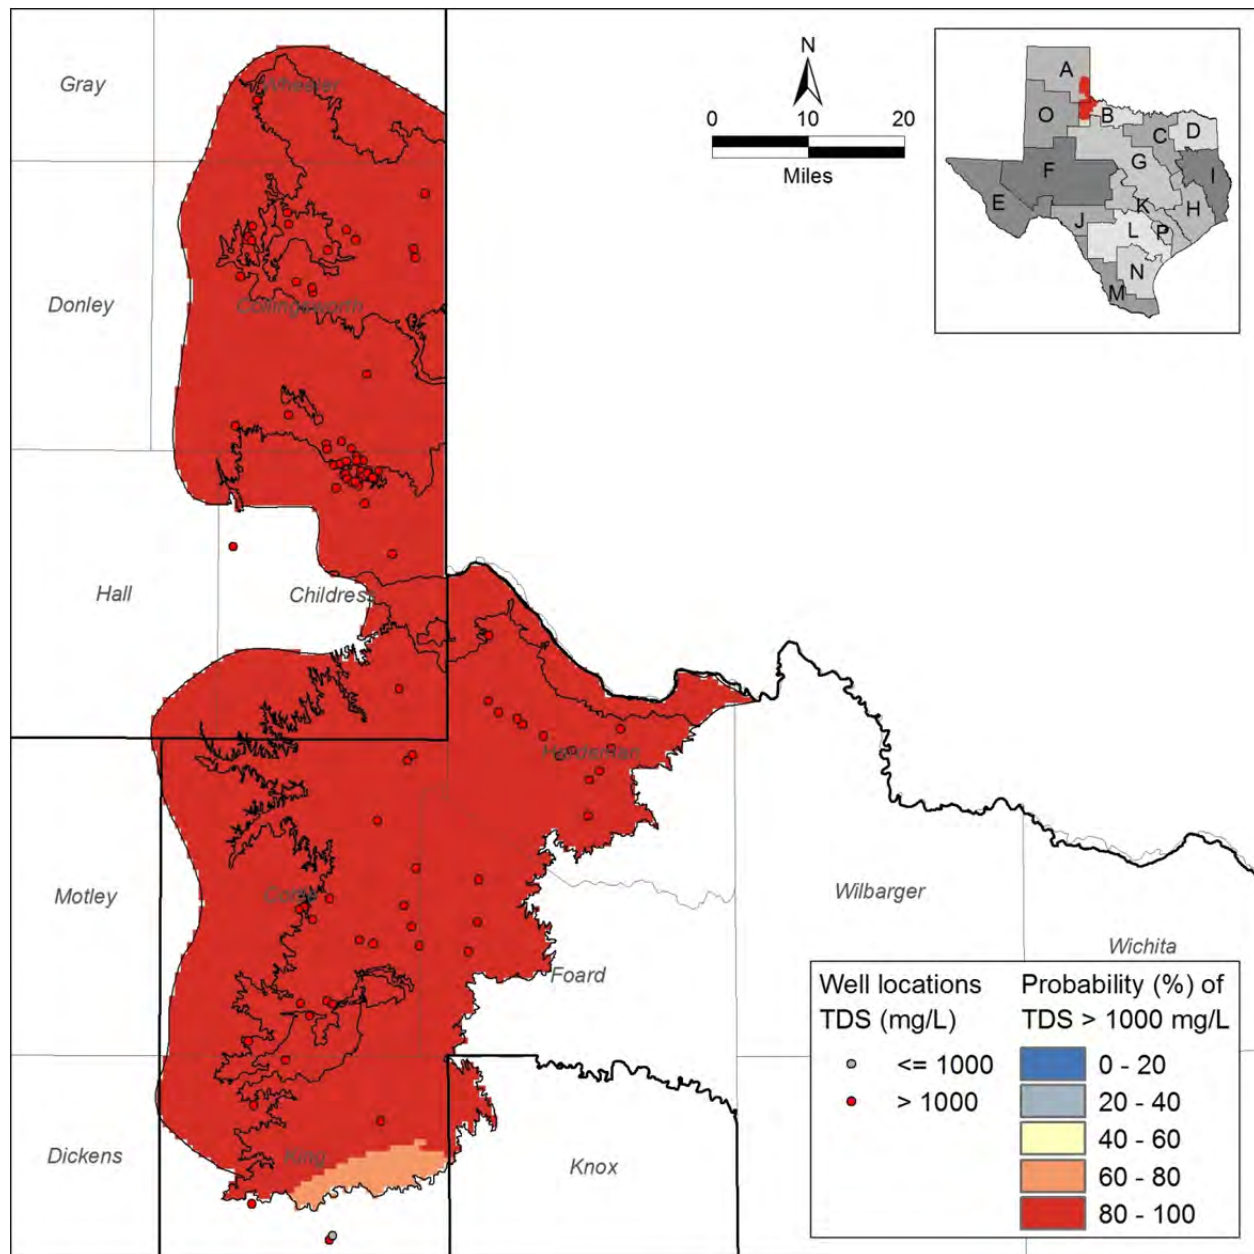 N
0 10 20
Miles
A
O
B
C
D
F
G
I
E
K
H
J
L
P
N
M
Gray
Wheeler
Donley
Collingsworth
Hall
Childress
Hardeman
Motley
Cottle
Wilbarger
Wichita
Foard
Dickens
King
Knox
Well locations
TDS (mg/L)
<= 1000
> 1000
Probability (%) of
TDS > 1000 mg/L
0 - 20
20 - 40
40 - 60
60 - 80
80 - 100